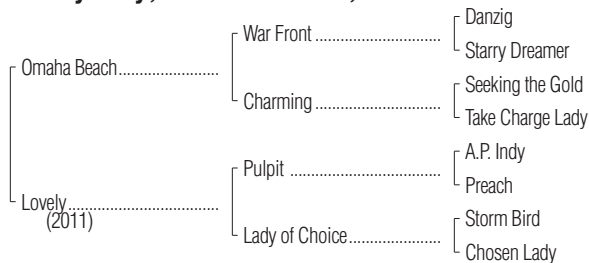 Danzig
War Front
Starry Dreamer
Omaha Beach
Seeking the Gold
Charming
Take Charge Lady
A.P. Indy
Pulpit
Preach
Lovely
(2011)
Storm Bird
Lady of Choice
Chosen Lady